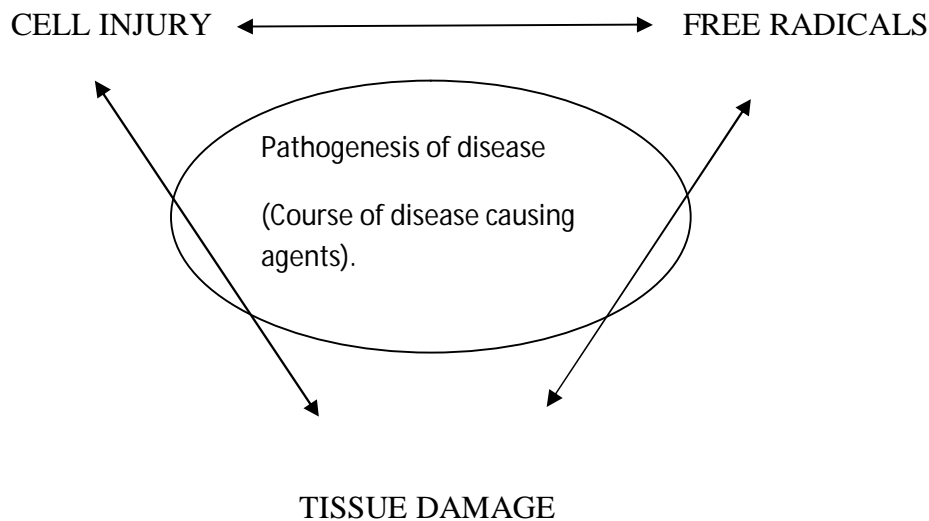 CELL INJURY
FREE RADICALS
Pathogenesis of disease
(Course of disease causing
agents).
TISSUE DAMAGE